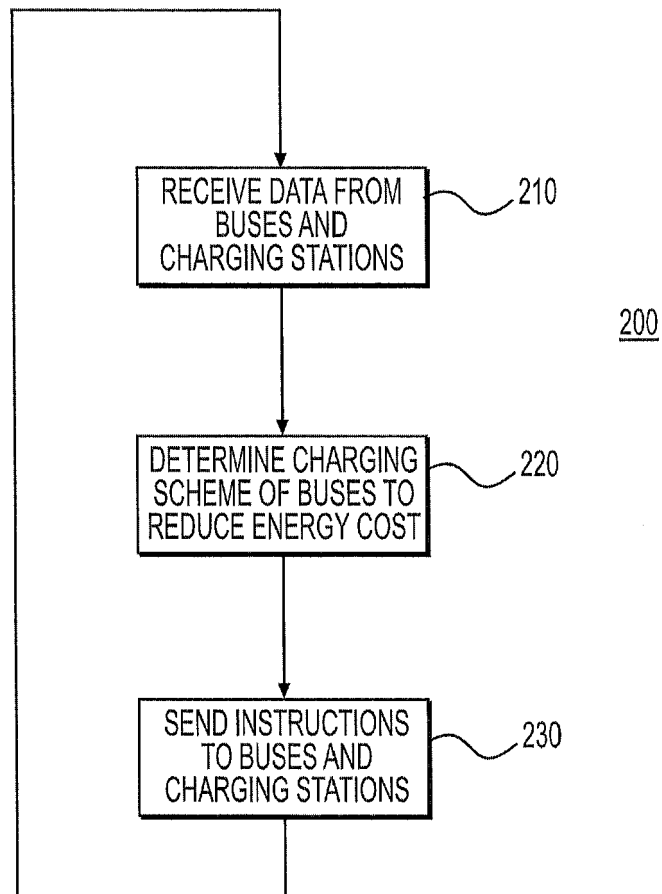 RECEIVE DATA FROM
BUSES AND
CHARGING STATIONS
210
200
DETERMINE CHARGING
SCHEME OF BUSES TO
REDUCE ENERGY COST
220
SEND INSTRUCTIONS
TO BUSES AND
CHARGING STATIONS
230